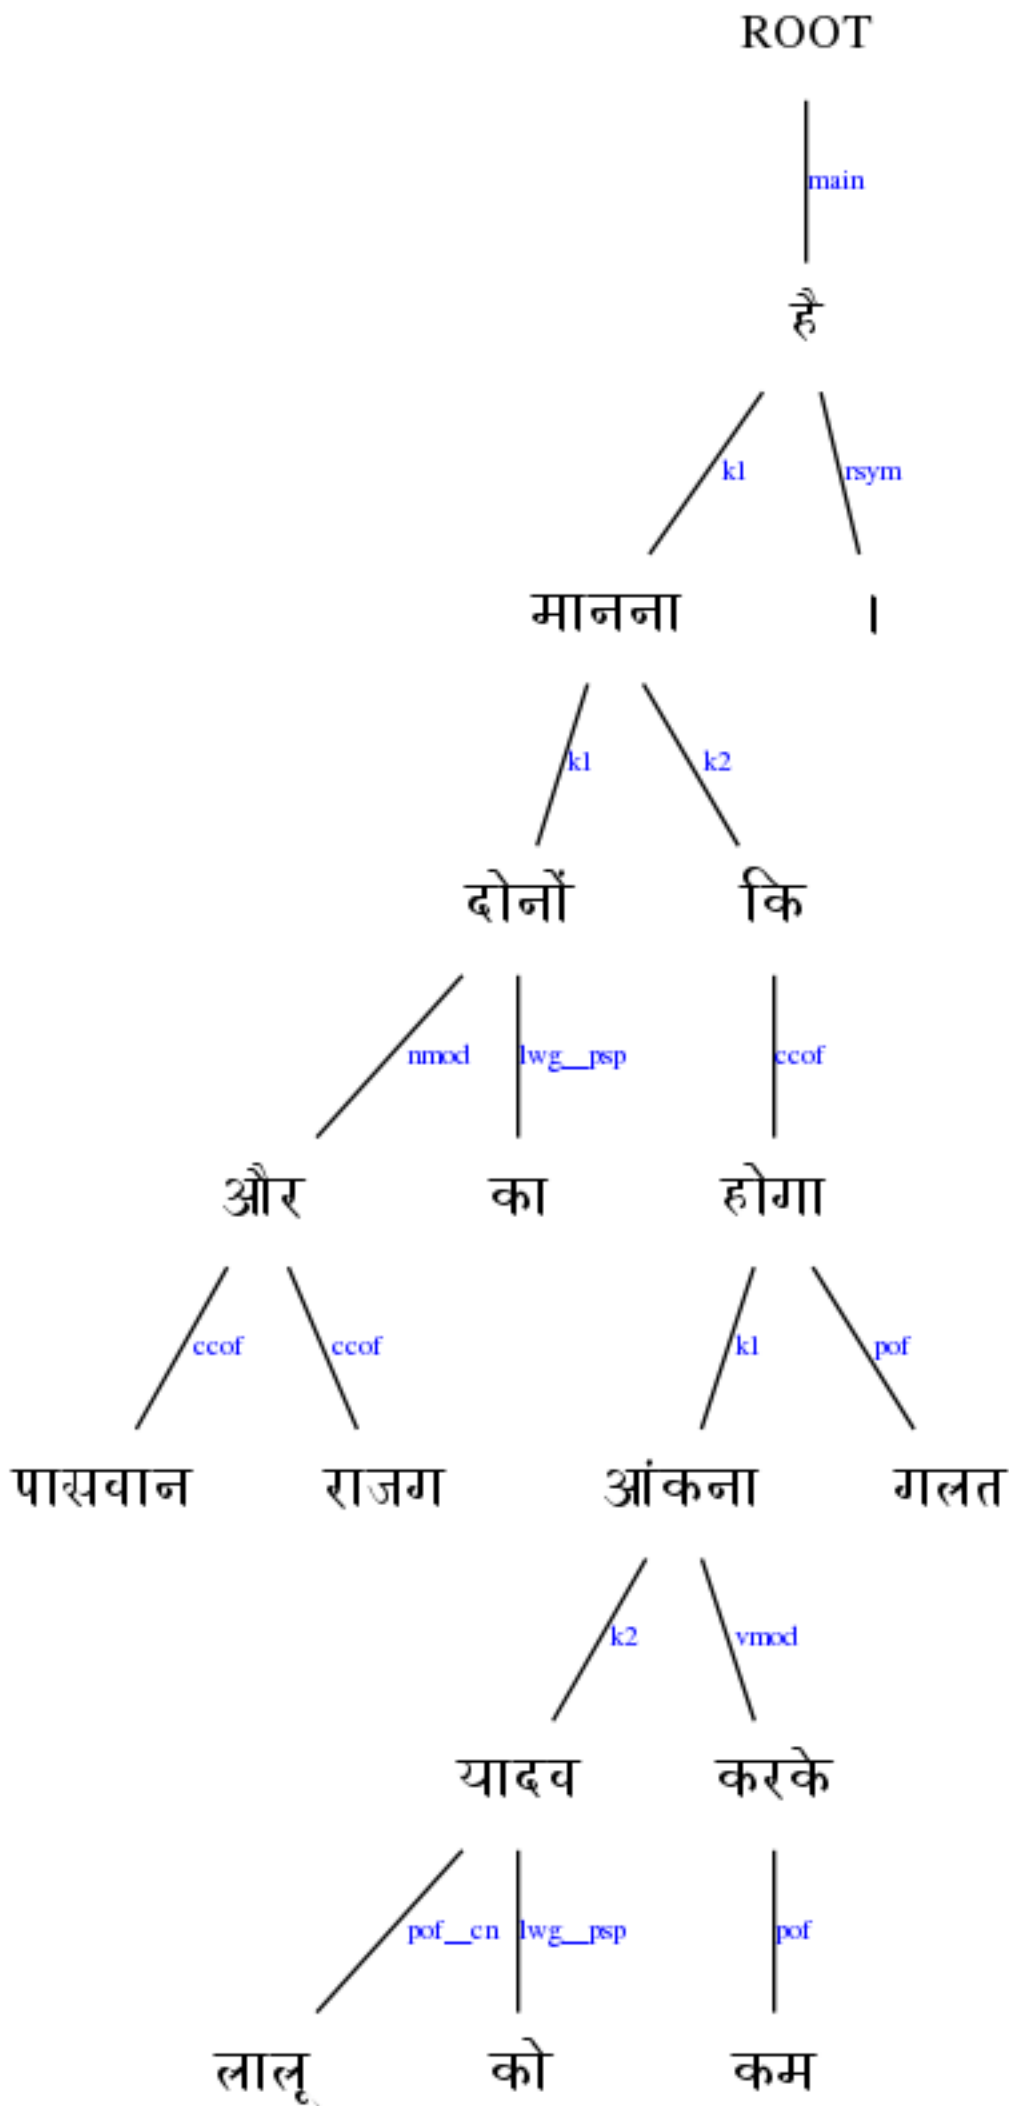 ROOT
main
है
k1 rsym
मानना ।
k1 k2
दोनों कि
nmod lwg__psp ccof
और का होगा
ccof ccof k1 pof
पासवान राजग आंकना गलत
k2 vmod
यादव करके
pof__cn lwg__psp pof
लालू को कम